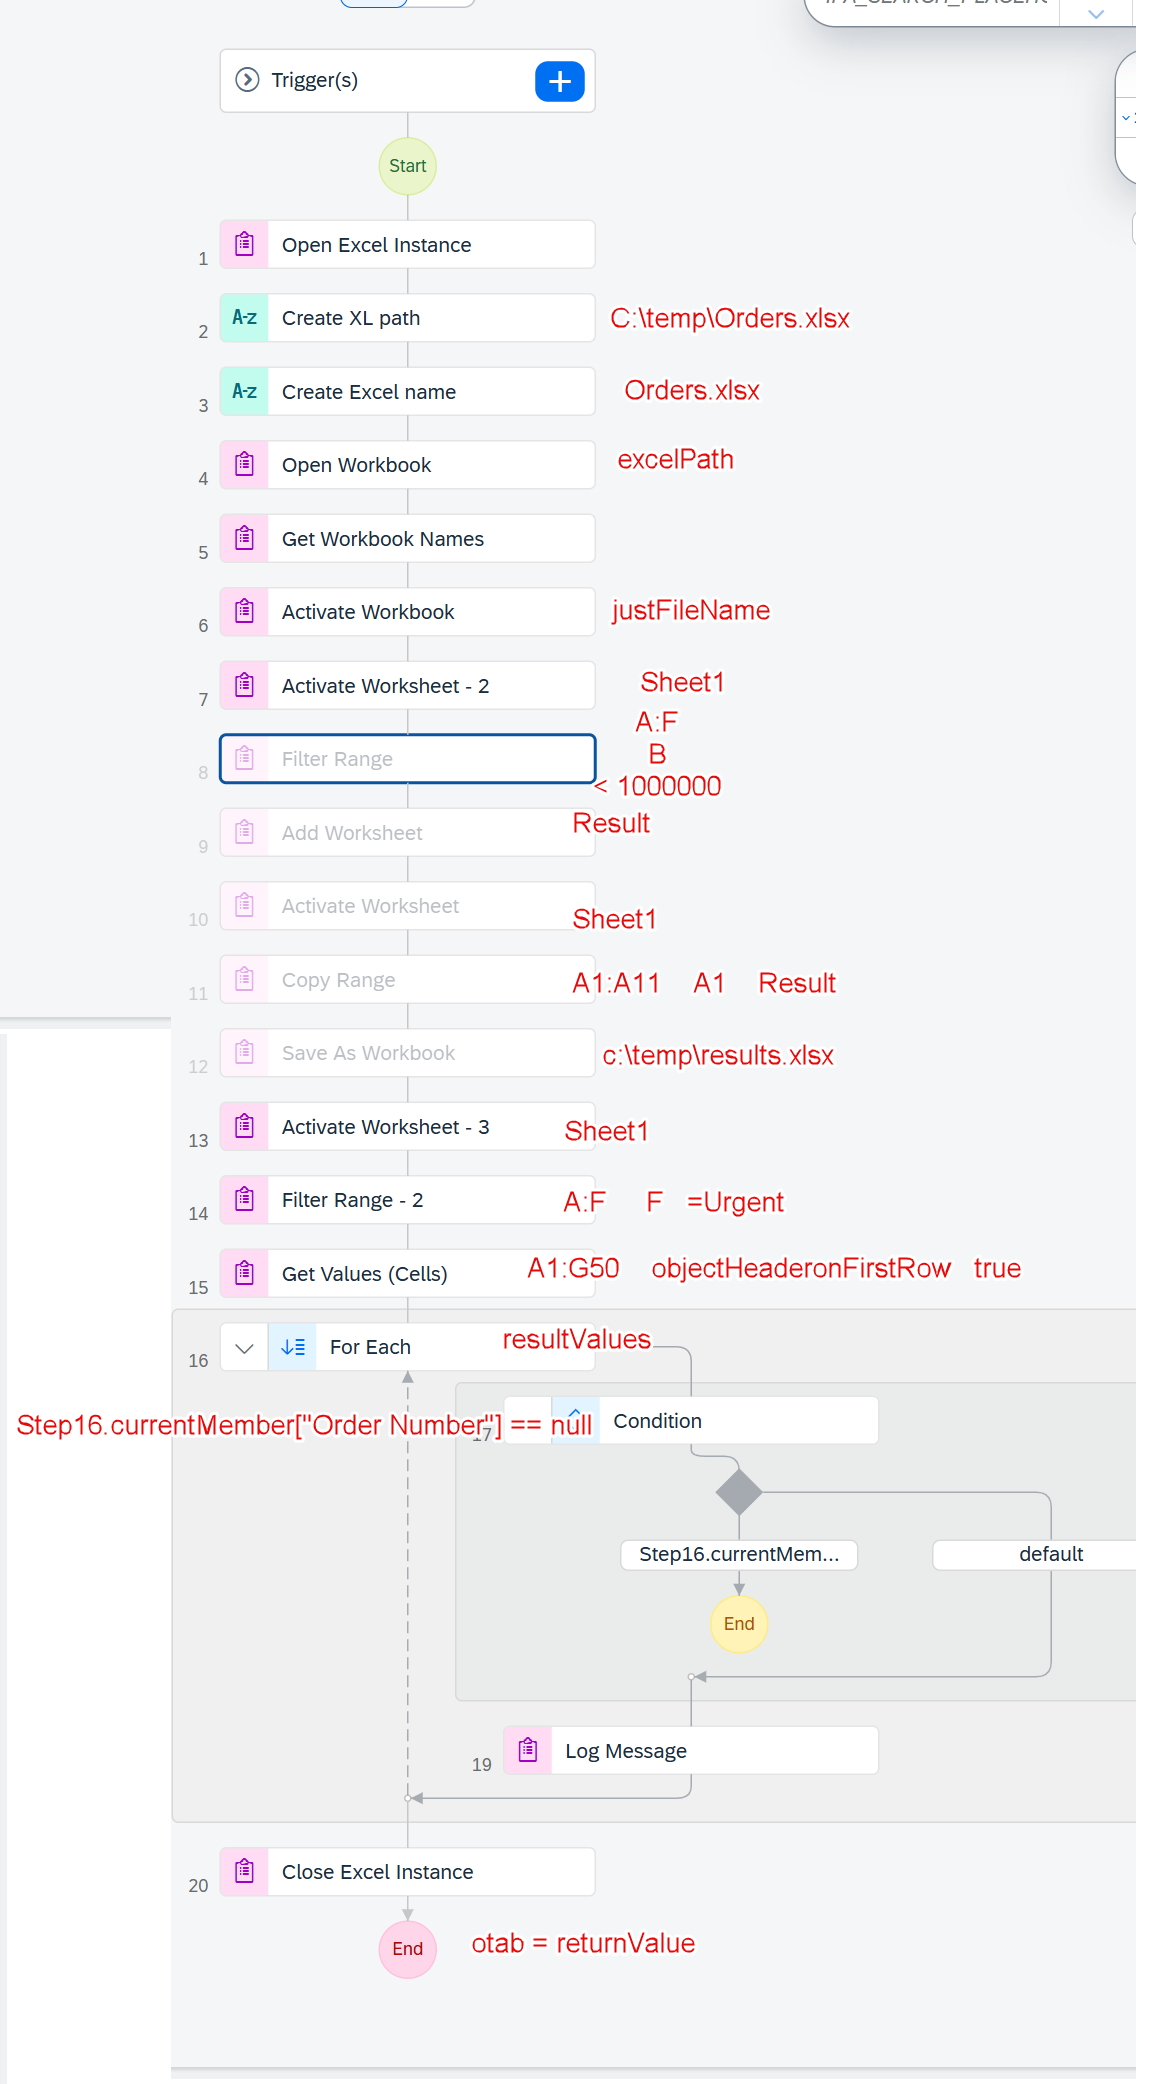 Trigger(s)
Start
1 Open Excel Instance
2 A-z Create XL path C:\temp\Orders.xlsx
3 A-z Create Excel name Orders.xlsx
4 Open Workbook excelPath
5 Get Workbook Names
6 Activate Workbook justFileName
7 Activate Worksheet - 2 Sheet1
A:F
B
8 Filter Range
< 1000000
9 Add Worksheet Result
10 Activate Worksheet Sheet1
11 Copy Range A1:A11 A1 Result
12 Save As Workbook c:\temp\results.xlsx
13 Activate Worksheet - 3 Sheet1
14 Filter Range - 2 A:F F =Urgent
15 Get Values (Cells) A1:G50 objectHeaderonFirstRow true
16 For Each resultValues
Step16.currentMember["Order Number"] == null
17 Condition
Step16.currentMem... default
End
19 Log Message
20 Close Excel Instance
End otab = returnValue